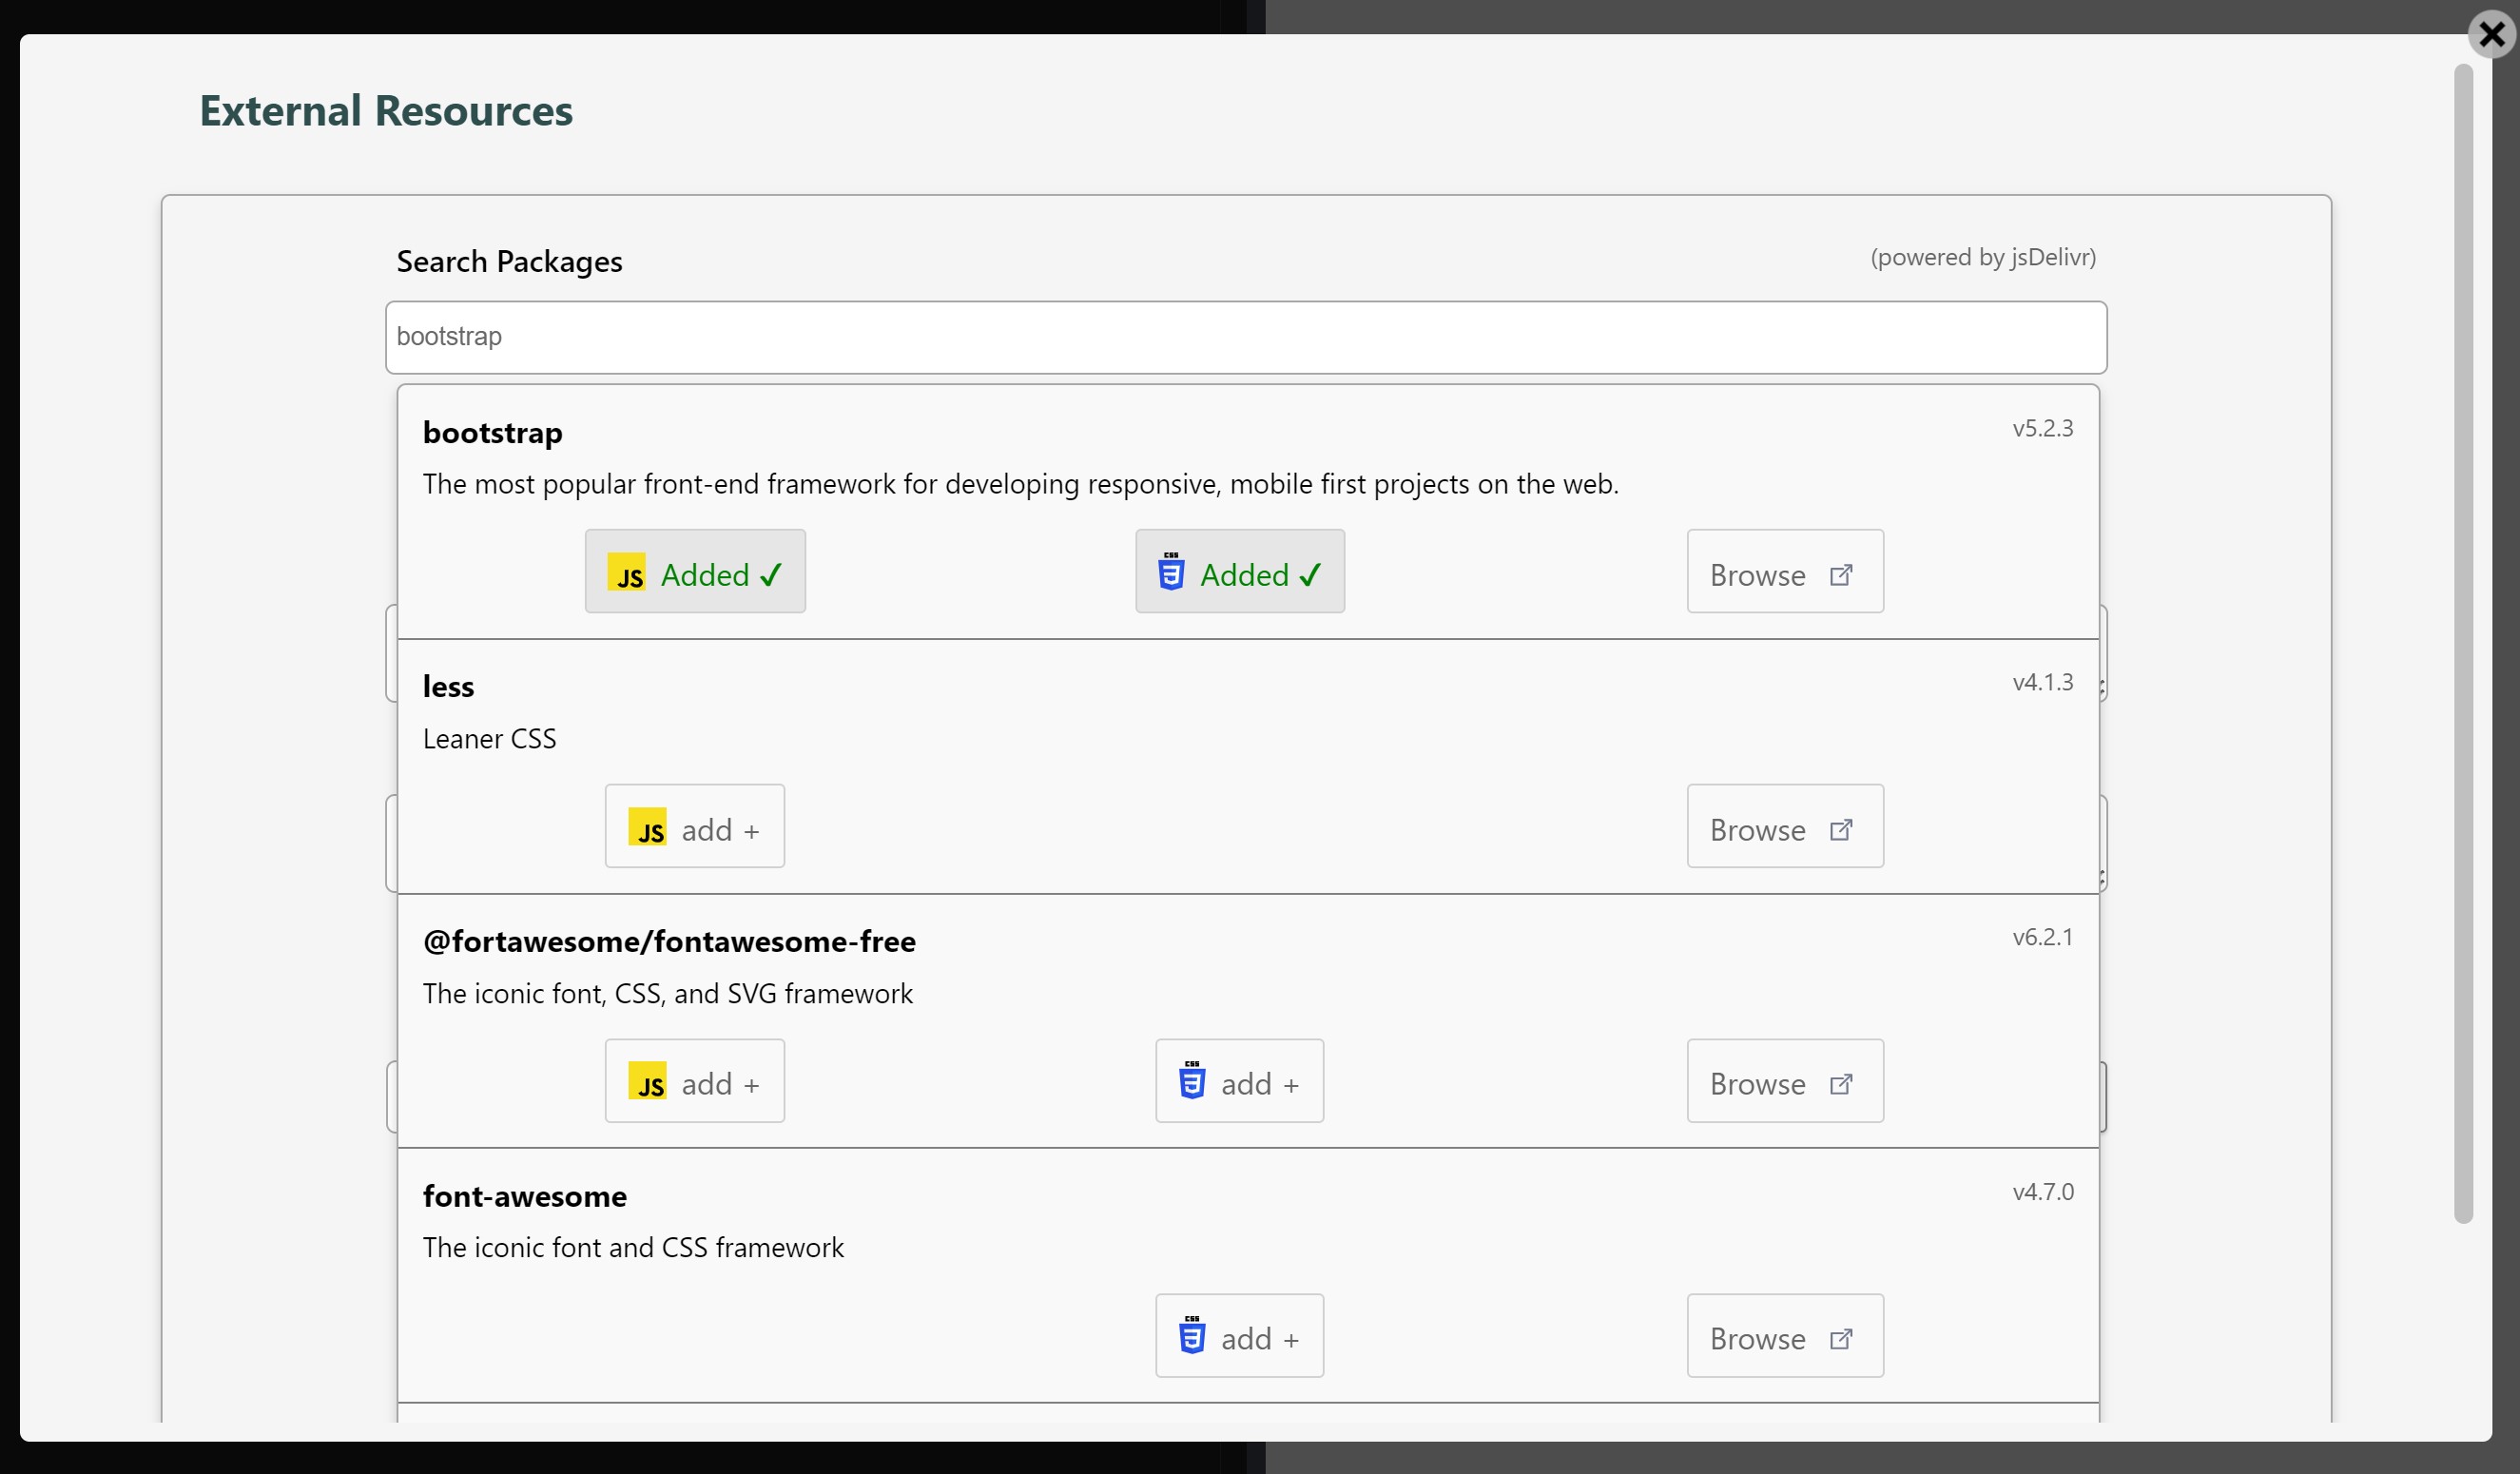 External Resources
Search Packages
(powered by jsDelivr)
bootstrap
bootstrap
v5.2.3
The most popular front-end framework for developing responsive, mobile first projects on the web.
JS Added ✓
CSS 3 Added ✓
Browse
less
v4.1.3
Leaner CSS
JS add +
Browse
@fortawesome/fontawesome-free
v6.2.1
The iconic font, CSS, and SVG framework
JS add +
CSS 3 add +
Browse
font-awesome
v4.7.0
The iconic font and CSS framework
CSS 3 add +
Browse